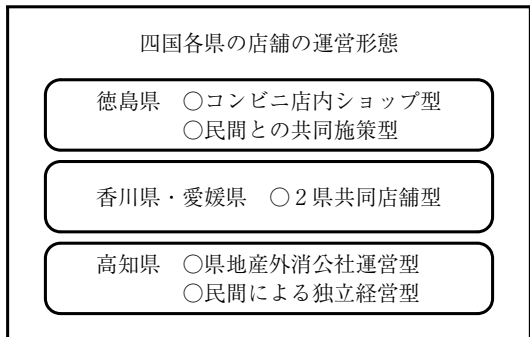 四国各県の店舗の運営形態
徳島県　○コンビニ店内ショップ型
○民間との共同施策型
香川県・愛媛県　○２県共同店舗型
高知県　○県地産外消公社運営型
○民間による独立経営型